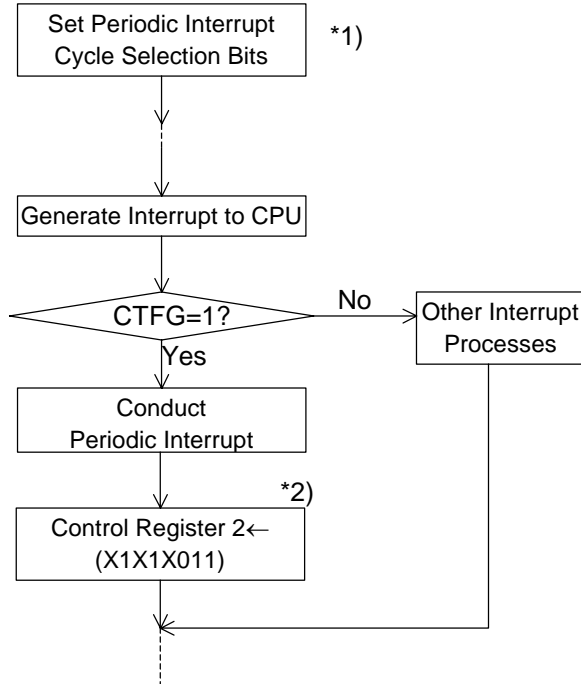 Set Periodic Interrupt
Cycle Selection Bits
*1)
Generate Interrupt to CPU
CTFG=1?
No
Other Interrupt
Processes
Yes
Conduct
Periodic Interrupt
*2)
Control Register 2←
(X1X1X011)